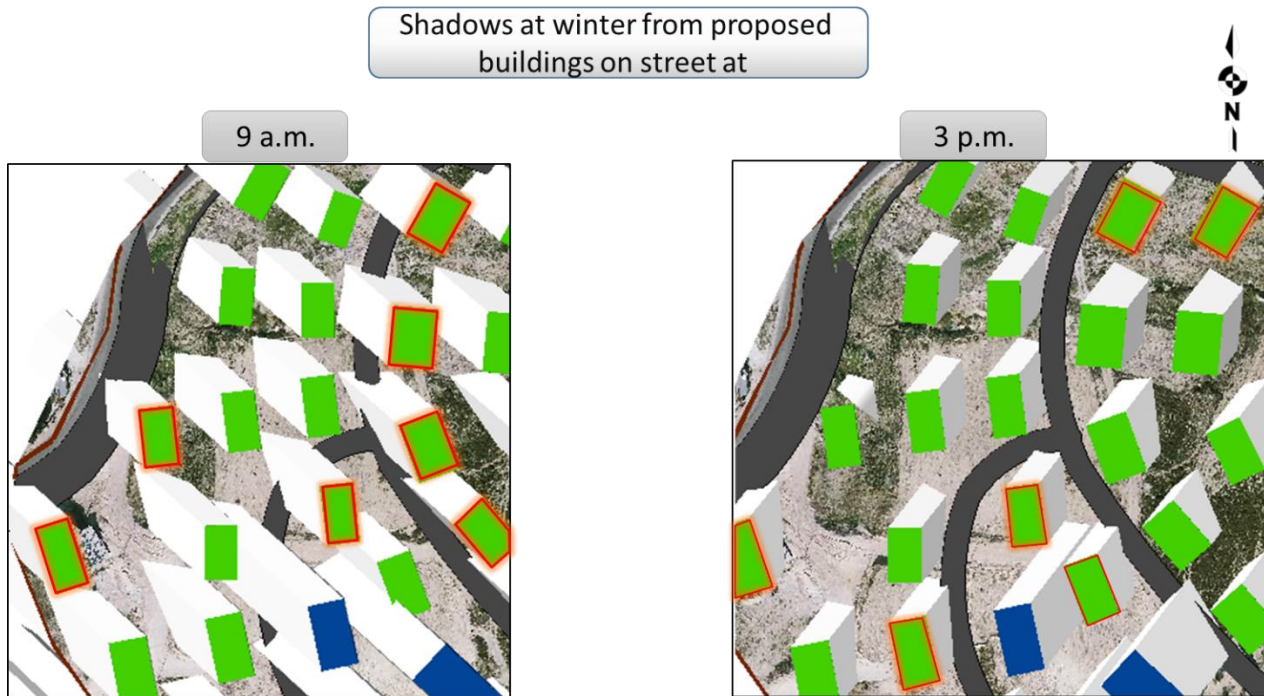 Shadows at winter from proposed
buildings on street at
N
9 a.m.
3 p.m.